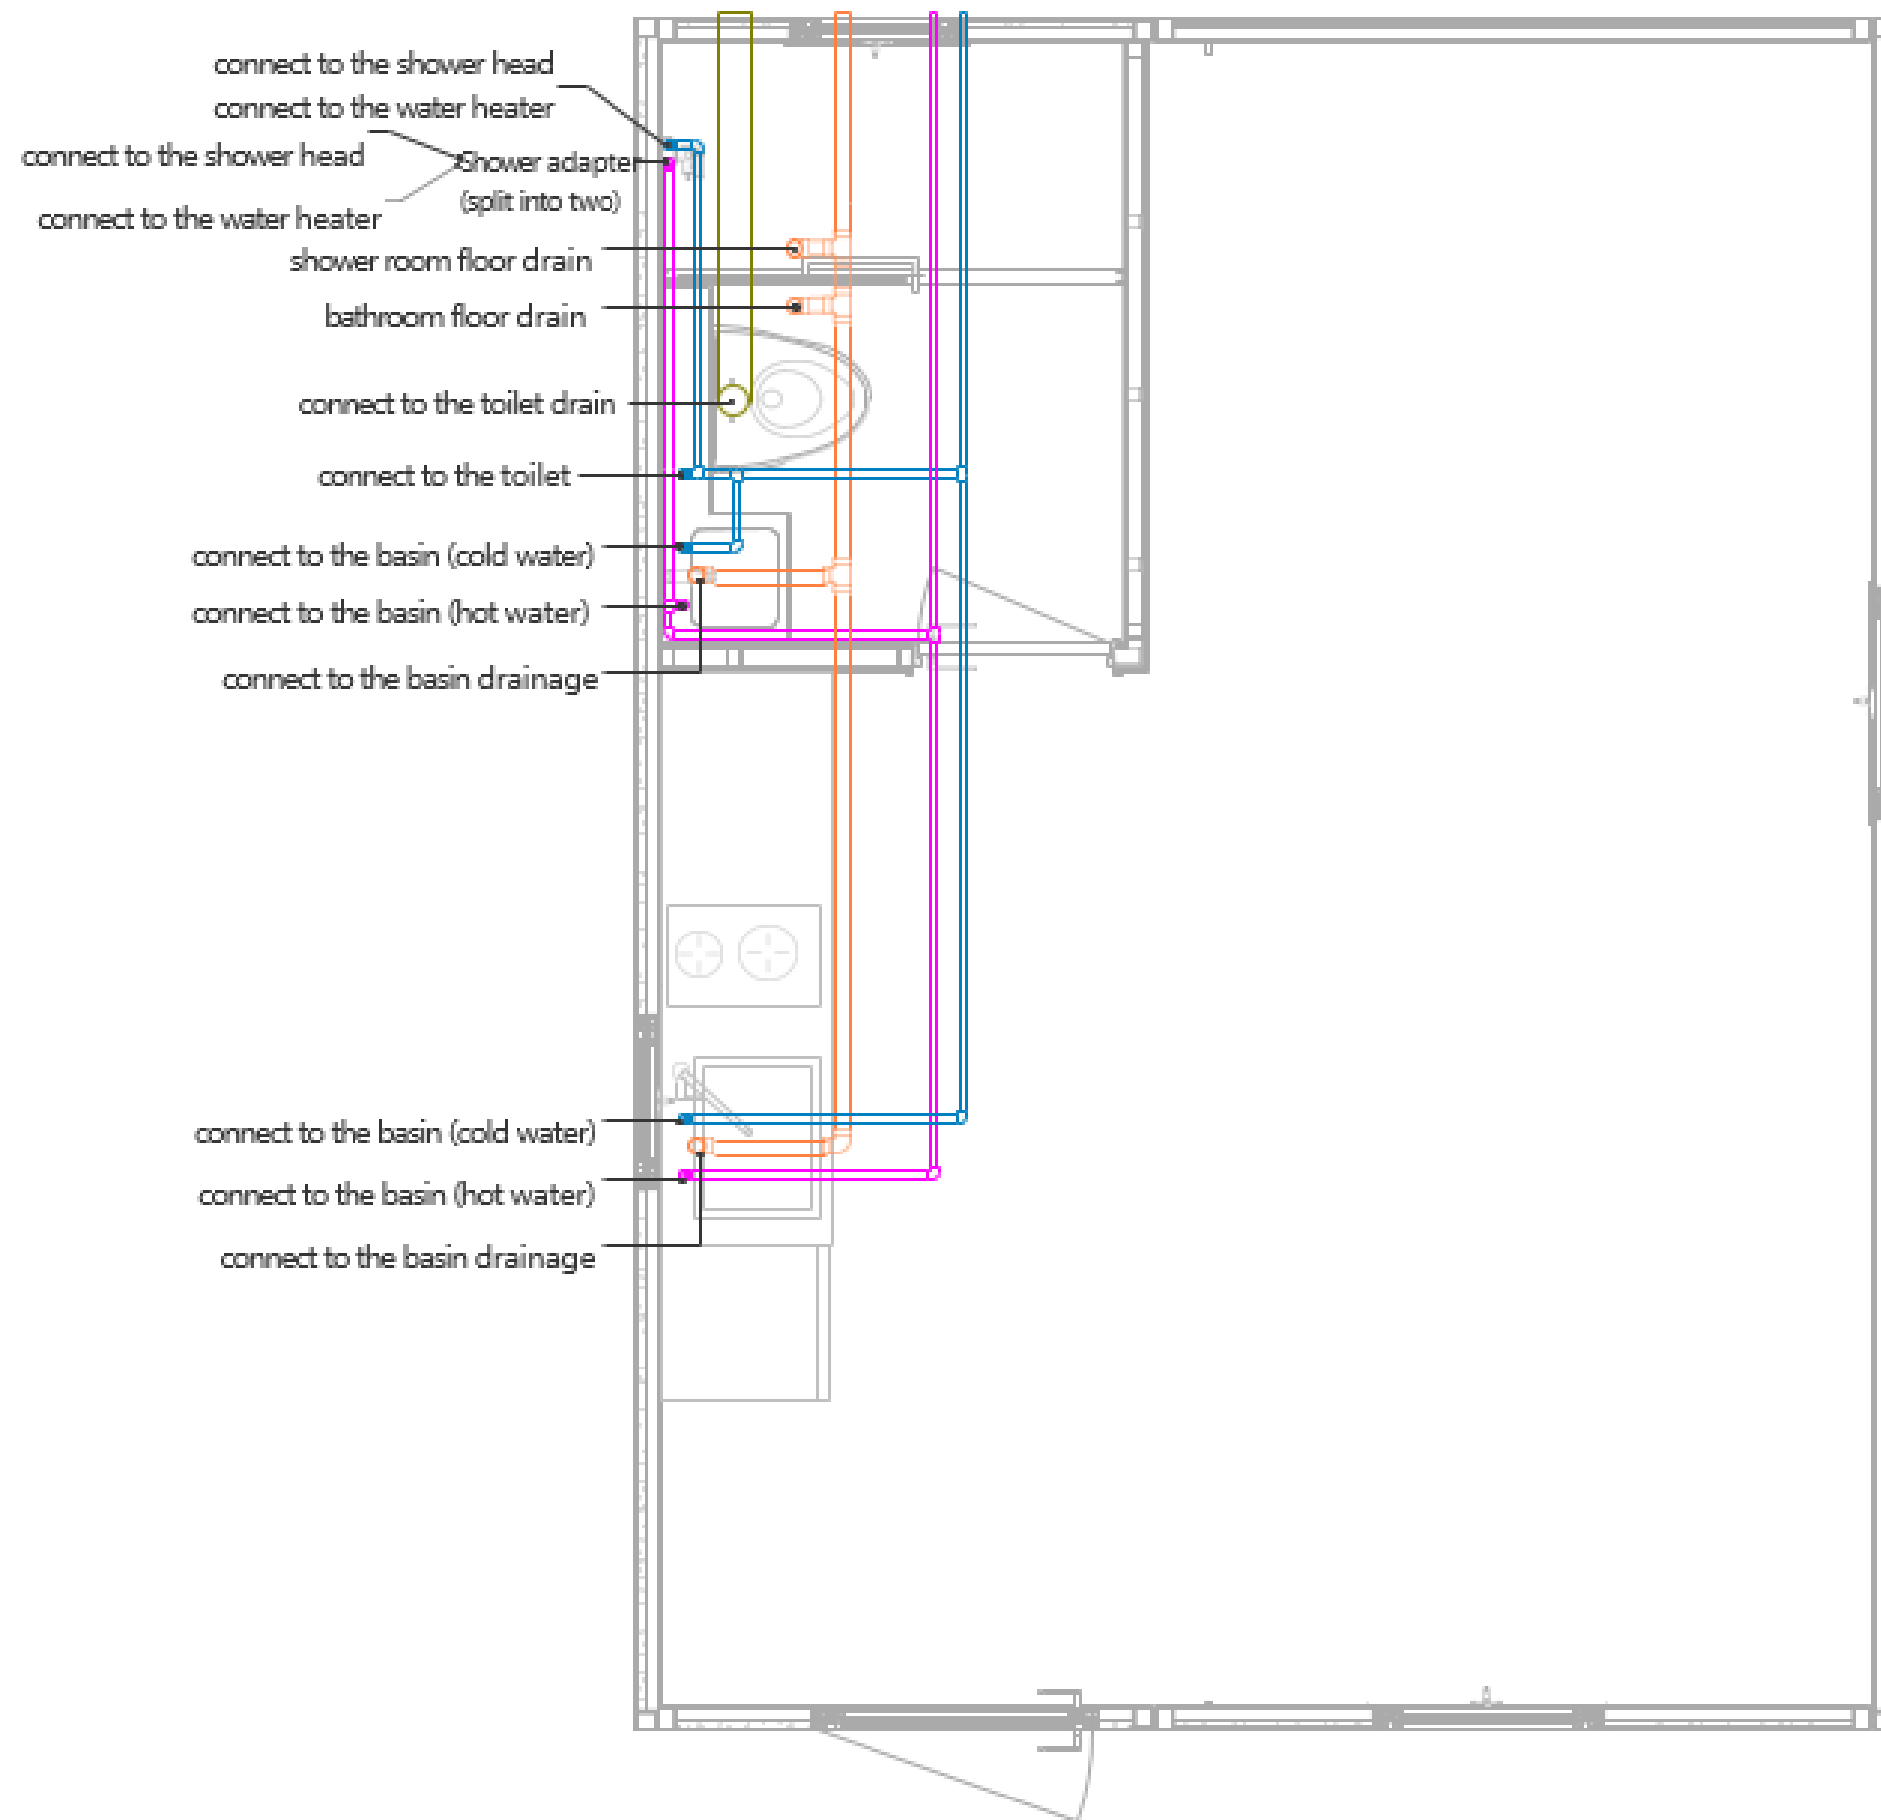 connect to the shower head
connect to the water heater
connect to the shower head
Shower adapter
(split into two)
connect to the water heater
shower room floor drain
bathroom floor drain
connect to the toilet drain
connect to the toilet
connect to the basin (cold water)
connect to the basin (hot water)
connect to the basin drainage
connect to the basin (cold water)
connect to the basin (hot water)
connect to the basin drainage